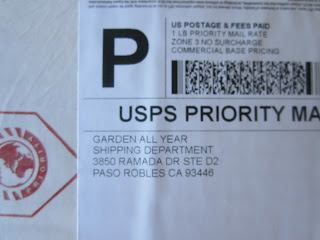 P
US POSTAGE & FEES PAID
1 LB PRIORITY MAIL RATE
ZONE 3 NO SURCHARGE
COMMERCIAL BASE PRICING
USPS PRIORITY MA
GARDEN ALL YEAR
SHIPPING DEPARTMENT
3850 RAMADA DR STE D2
PASO ROBLES CA 93446